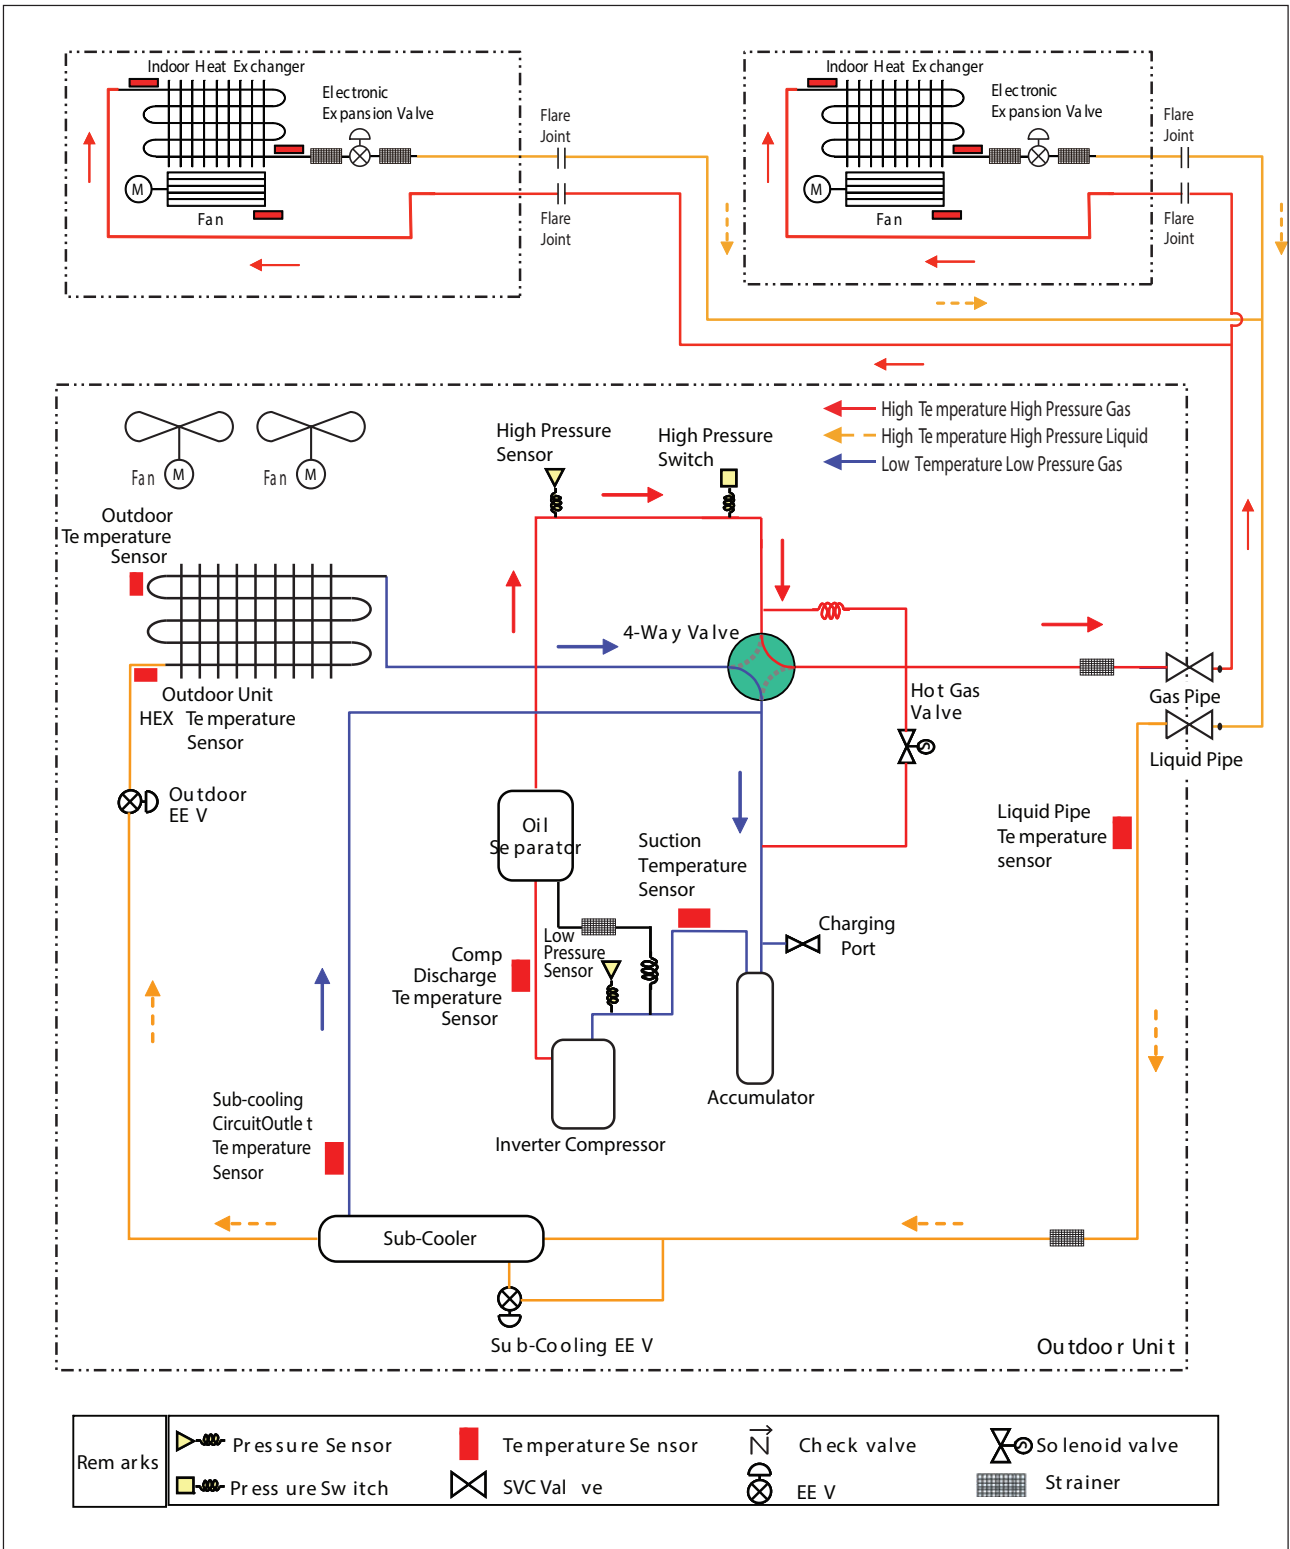 Indoor Heat Exchanger
Electronic
Expansion Valve
Flare
Joint
M
Fan
Flare
Joint
Indoor Heat Exchanger
Electronic
Expansion Valve
Flare
Joint
M
Fan
Flare
Joint
High Temperature High Pressure Gas
High Temperature High Pressure Liquid
Low Temperature Low Pressure Gas
Fan M
Fan M
High Pressure
Sensor
High Pressure
Switch
Outdoor
Temperature
Sensor
4-Way Valve
Outdoor Unit
HEX Temperature
Sensor
Hot Gas
Valve
S
Gas Pipe
Liquid Pipe
Outdoor
EEV
Oil
Separator
Suction
Temperature
Sensor
Liquid Pipe
Temperature
sensor
Charging
Port
Low
Pressure
Sensor
Comp
Discharge
Temperature
Sensor
Accumulator
Inverter Compressor
Sub-cooling
CircuitOutlet
Temperature
Sensor
Sub-Cooler
Sub-Cooling EEV
Outdoor Unit
Remarks
Pressure Sensor
Temperature Sensor
Check valve
S
Solenoid valve
Pressure Switch
SVC Val ve
EEV
Strainer